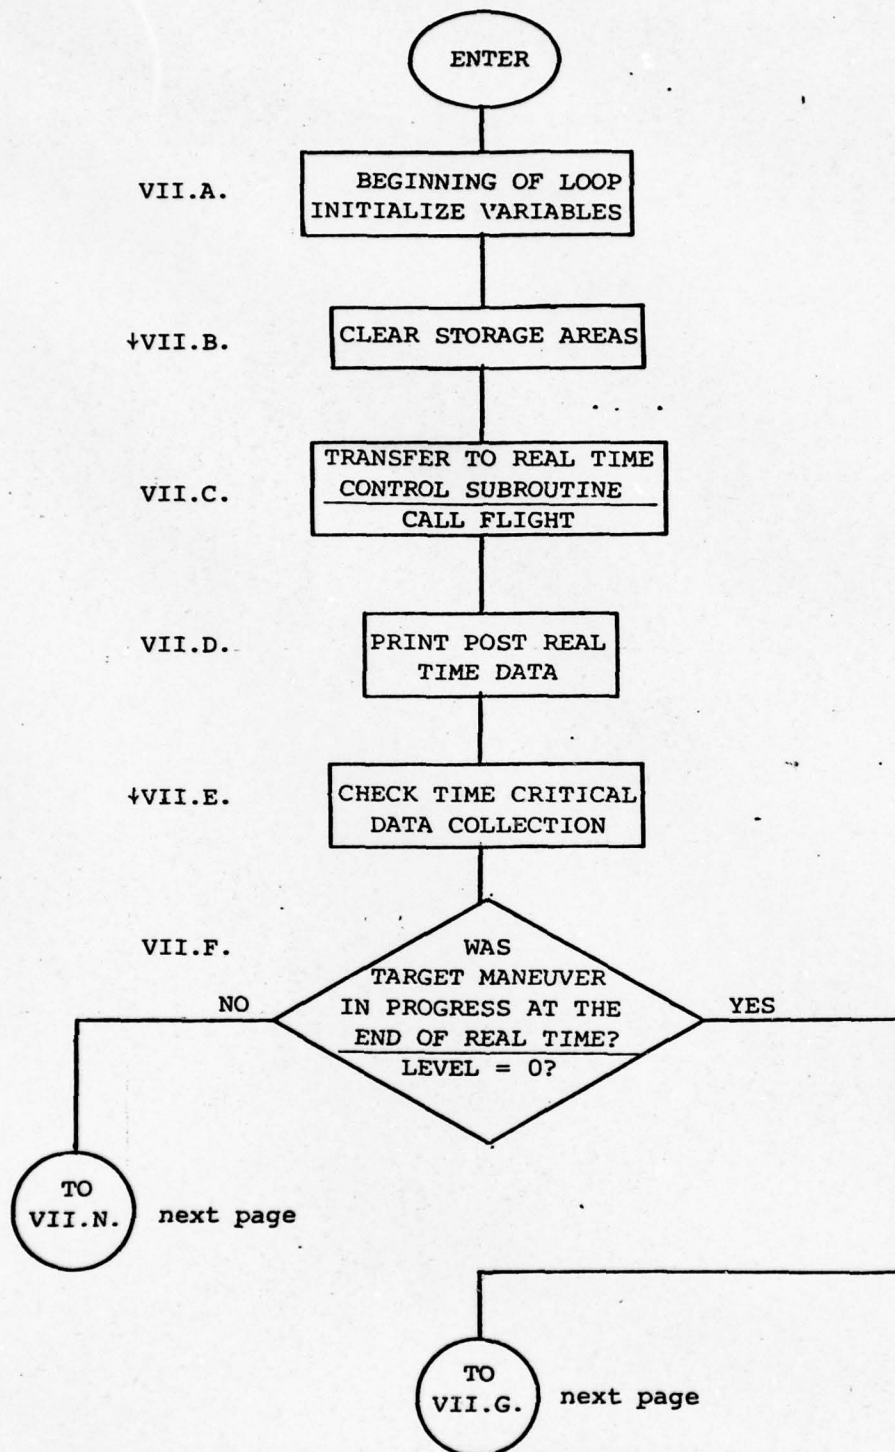 ENTER
VII.A.
BEGINNING OF LOOP
INITIALIZE VARIABLES
↓VII.B.
CLEAR STORAGE AREAS
VII.C.
TRANSFER TO REAL TIME
CONTROL SUBROUTINE
CALL FLIGHT
VII.D.
PRINT POST REAL
TIME DATA
↓VII.E.
CHECK TIME CRITICAL
DATA COLLECTION
VII.F.
WAS
TARGET MANEUVER
IN PROGRESS AT THE
END OF REAL TIME?
LEVEL = 0?
NO
YES
TO
VII.N.
next page
TO
VII.G.
next page